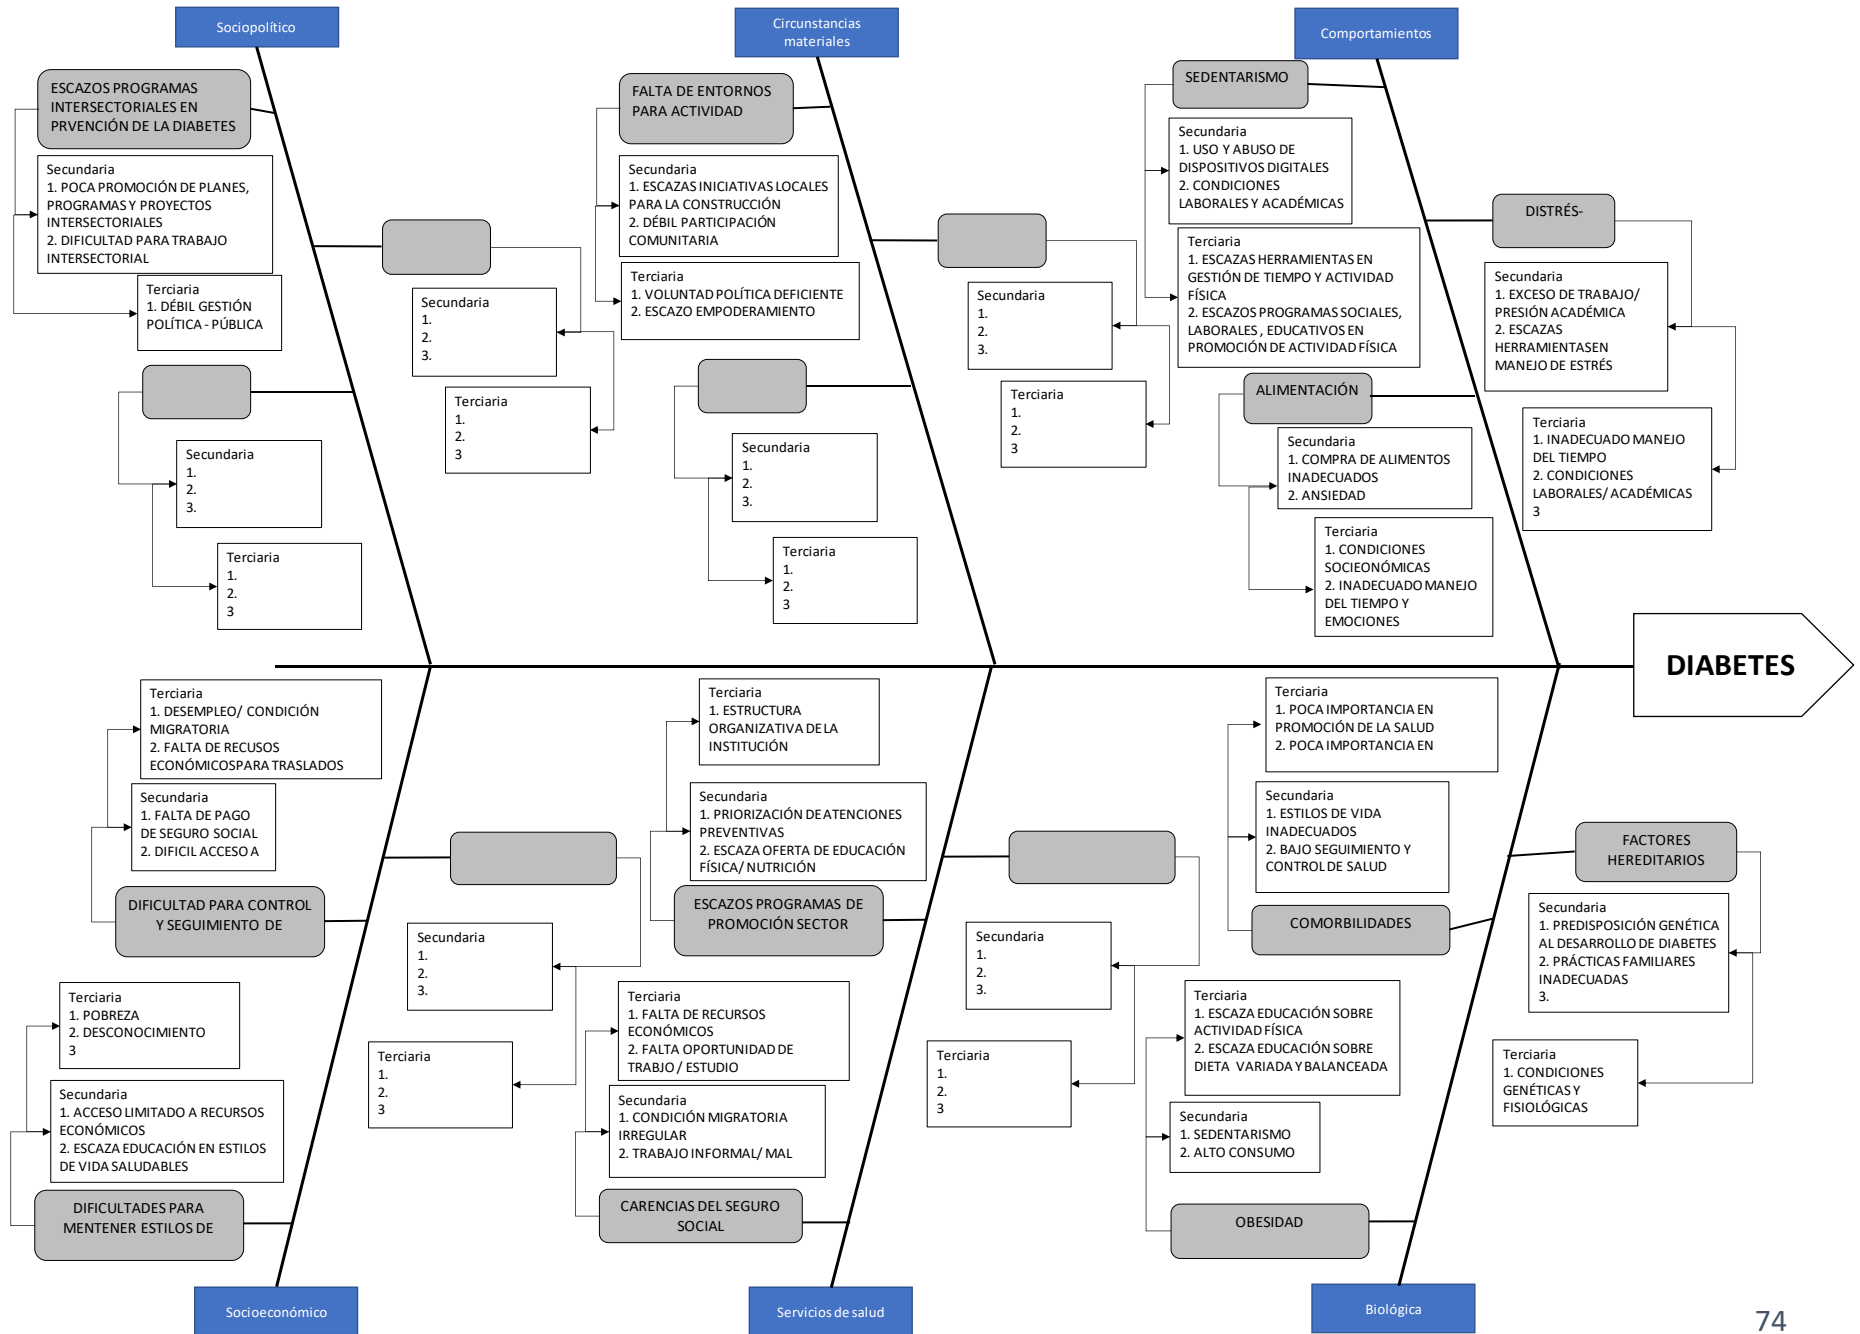 Sociopolítico
Circunstancias
materiales
Comportamientos
ESCAZOS PROGRAMAS
INTERSECTORIALES EN
PRVENCIÓN DE LA DIABETES
Secundaria
1. POCA PROMOCIÓN DE PLANES,
PROGRAMAS Y PROYECTOS
INTERSECTORIALES
2. DIFICULTAD PARA TRABAJO
INTERSECTORIAL
Terciaria
1. DÉBIL GESTIÓN
POLÍTICA - PÚBLICA
Secundaria
1.
2.
3.
Terciaria
1.
2.
3
Secundaria
1.
2.
3.
Terciaria
1.
2.
3
FALTA DE ENTORNOS
PARA ACTIVIDAD
Secundaria
1. ESCAZAS INICIATIVAS LOCALES
PARA LA CONSTRUCCIÓN
2. DÉBIL PARTICIPACIÓN
COMUNITARIA
Terciaria
1. VOLUNTAD POLÍTICA DEFICIENTE
2. ESCAZO EMPODERAMIENTO
Secundaria
1.
2.
3.
Terciaria
1.
2.
3
Secundaria
1.
2.
3.
Terciaria
1.
2.
3
SEDENTARISMO
Secundaria
1. USO Y ABUSO DE
DISPOSITIVOS DIGITALES
2. CONDICIONES
LABORALES Y ACADÉMICAS
Terciaria
1. ESCAZAS HERRAMIENTAS EN
GESTIÓN DE TIEMPO Y ACTIVIDAD
FÍSICA
2. ESCAZOS PROGRAMAS SOCIALES,
LABORALES , EDUCATIVOS EN
PROMOCIÓN DE ACTIVIDAD FÍSICA
DISTRÉS-
Secundaria
1. EXCESO DE TRABAJO/
PRESIÓN ACADÉMICA
2. ESCAZAS
HERRAMIENTASEN
MANEJO DE ESTRÉS
Terciaria
1. INADECUADO MANEJO
DEL TIEMPO
2. CONDICIONES
LABORALES/ ACADÉMICAS
3
ALIMENTACIÓN
Secundaria
1. COMPRA DE ALIMENTOS
INADECUADOS
2. ANSIEDAD
Terciaria
1. CONDICIONES
SOCIEONÓMICAS
2. INADECUADO MANEJO
DEL TIEMPO Y
EMOCIONES
DIABETES
Terciaria
1. DESEMPLEO/ CONDICIÓN
MIGRATORIA
2. FALTA DE RECUSOS
ECONÓMICOSPARA TRASLADOS
Secundaria
1. FALTA DE PAGO
DE SEGURO SOCIAL
2. DIFICIL ACCESO A
DIFICULTAD PARA CONTROL
Y SEGUIMIENTO DE
Secundaria
1.
2.
3.
Terciaria
1.
2.
3
Terciaria
1. POBREZA
2. DESCONOCIMIENTO
3
Secundaria
1. ACCESO LIMITADO A RECURSOS
ECONÓMICOS
2. ESCAZA EDUCACIÓN EN ESTILOS
DE VIDA SALUDABLES
DIFICULTADES PARA
MENTENER ESTILOS DE
Terciaria
1. ESTRUCTURA
ORGANIZATIVA DE LA
INSTITUCIÓN
Secundaria
1. PRIORIZACIÓN DE ATENCIONES
PREVENTIVAS
2. ESCAZA OFERTA DE EDUCACIÓN
FÍSICA/ NUTRICIÓN
ESCAZOS PROGRAMAS DE
PROMOCIÓN SECTOR
Secundaria
1.
2.
3.
Terciaria
1.
2.
3
Terciaria
1. FALTA DE RECURSOS
ECONÓMICOS
2. FALTA OPORTUNIDAD DE
TRABJO / ESTUDIO
Secundaria
1. CONDICIÓN MIGRATORIA
IRREGULAR
2. TRABAJO INFORMAL/ MAL
CARENCIAS DEL SEGURO
SOCIAL
Terciaria
1. POCA IMPORTANCIA EN
PROMOCIÓN DE LA SALUD
2. POCA IMPORTANCIA EN
Secundaria
1. ESTILOS DE VIDA
INADECUADOS
2. BAJO SEGUIMIENTO Y
CONTROL DE SALUD
COMORBILIDADES
FACTORES
HEREDITARIOS
Secundaria
1. PREDISPOSICIÓN GENÉTICA
AL DESARROLLO DE DIABETES
2. PRÁCTICAS FAMILIARES
INADECUADAS
3.
Terciaria
1. CONDICIONES
GENÉTICAS Y
FISIOLÓGICAS
Terciaria
1. ESCAZA EDUCACIÓN SOBRE
ACTIVIDAD FÍSICA
2. ESCAZA EDUCACIÓN SOBRE
DIETA VARIADA Y BALANCEADA
Secundaria
1. SEDENTARISMO
2. ALTO CONSUMO
OBESIDAD
Socioeconómico
Servicios de salud
Biológica
74